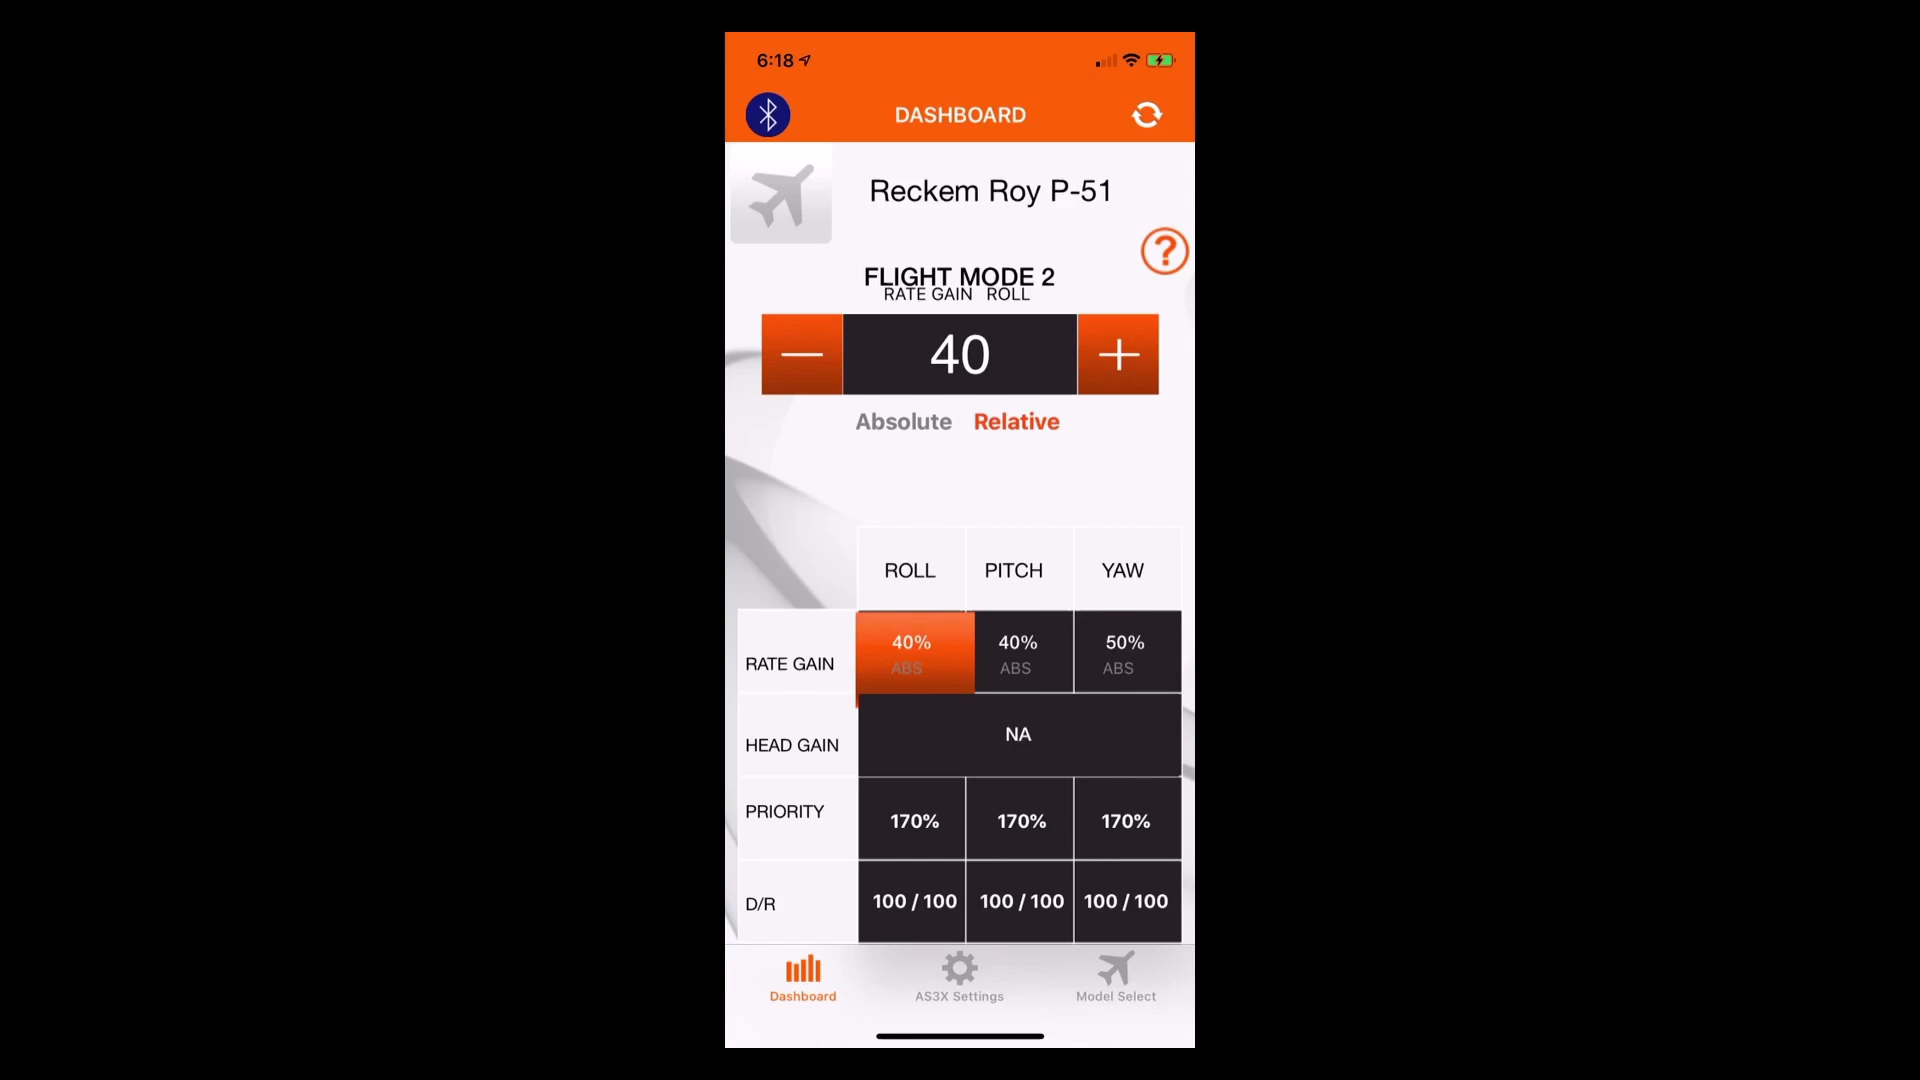 6:18
DASHBOARD
Reckem Roy P-51
?
FLIGHT MODE 2
RATE GAIN ROLL
40
Absolute Relative
ROLL PITCH YAW
RATE GAIN 40% 40% 50%
ABS ABS ABS
HEAD GAIN NA
PRIORITY 170% 170% 170%
D/R 100 / 100 100 / 100 100 / 100
Dashboard AS3X Settings Model Select